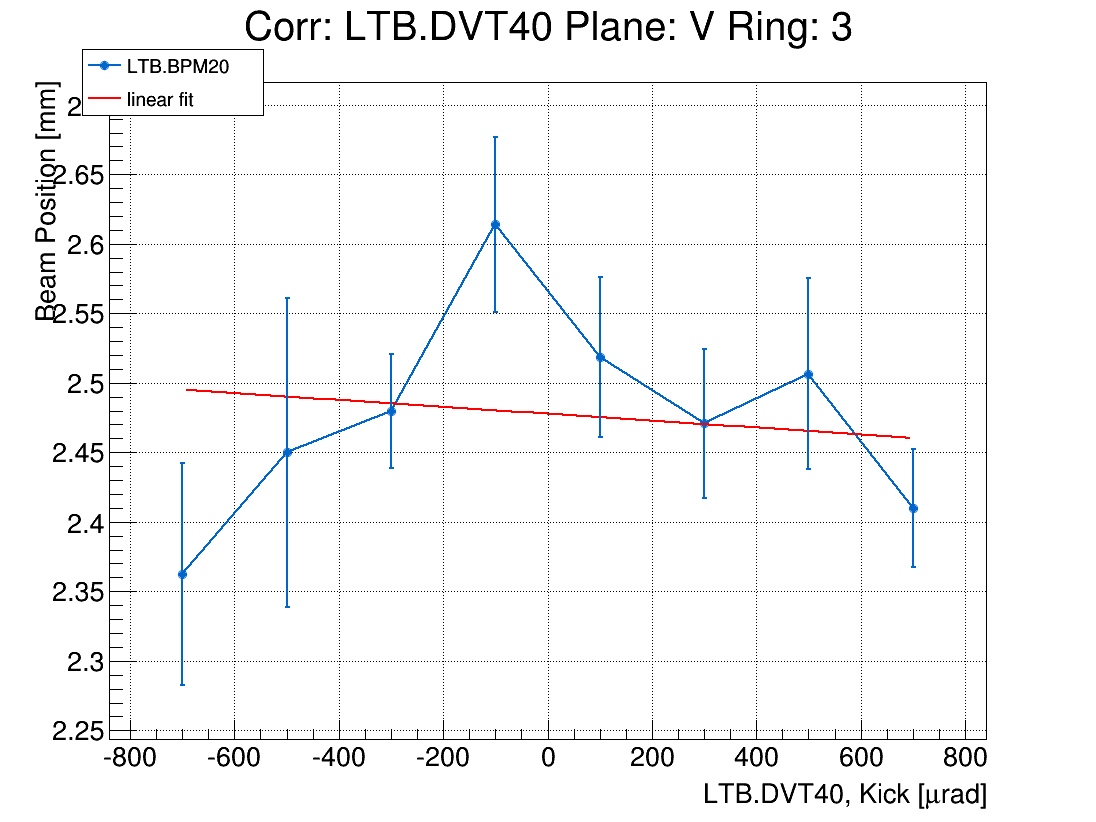 Corr: LTB.DVT40 Plane: V Ring: 3
LTB.BPM20
linear fit
Beam Position [mm]
2.65
2.6
2.55
2.5
2.45
2.4
2.35
2.3
2.25
-800 -600 -400 -200 0 200 400 600 800
LTB.DVT40, Kick [μrad]